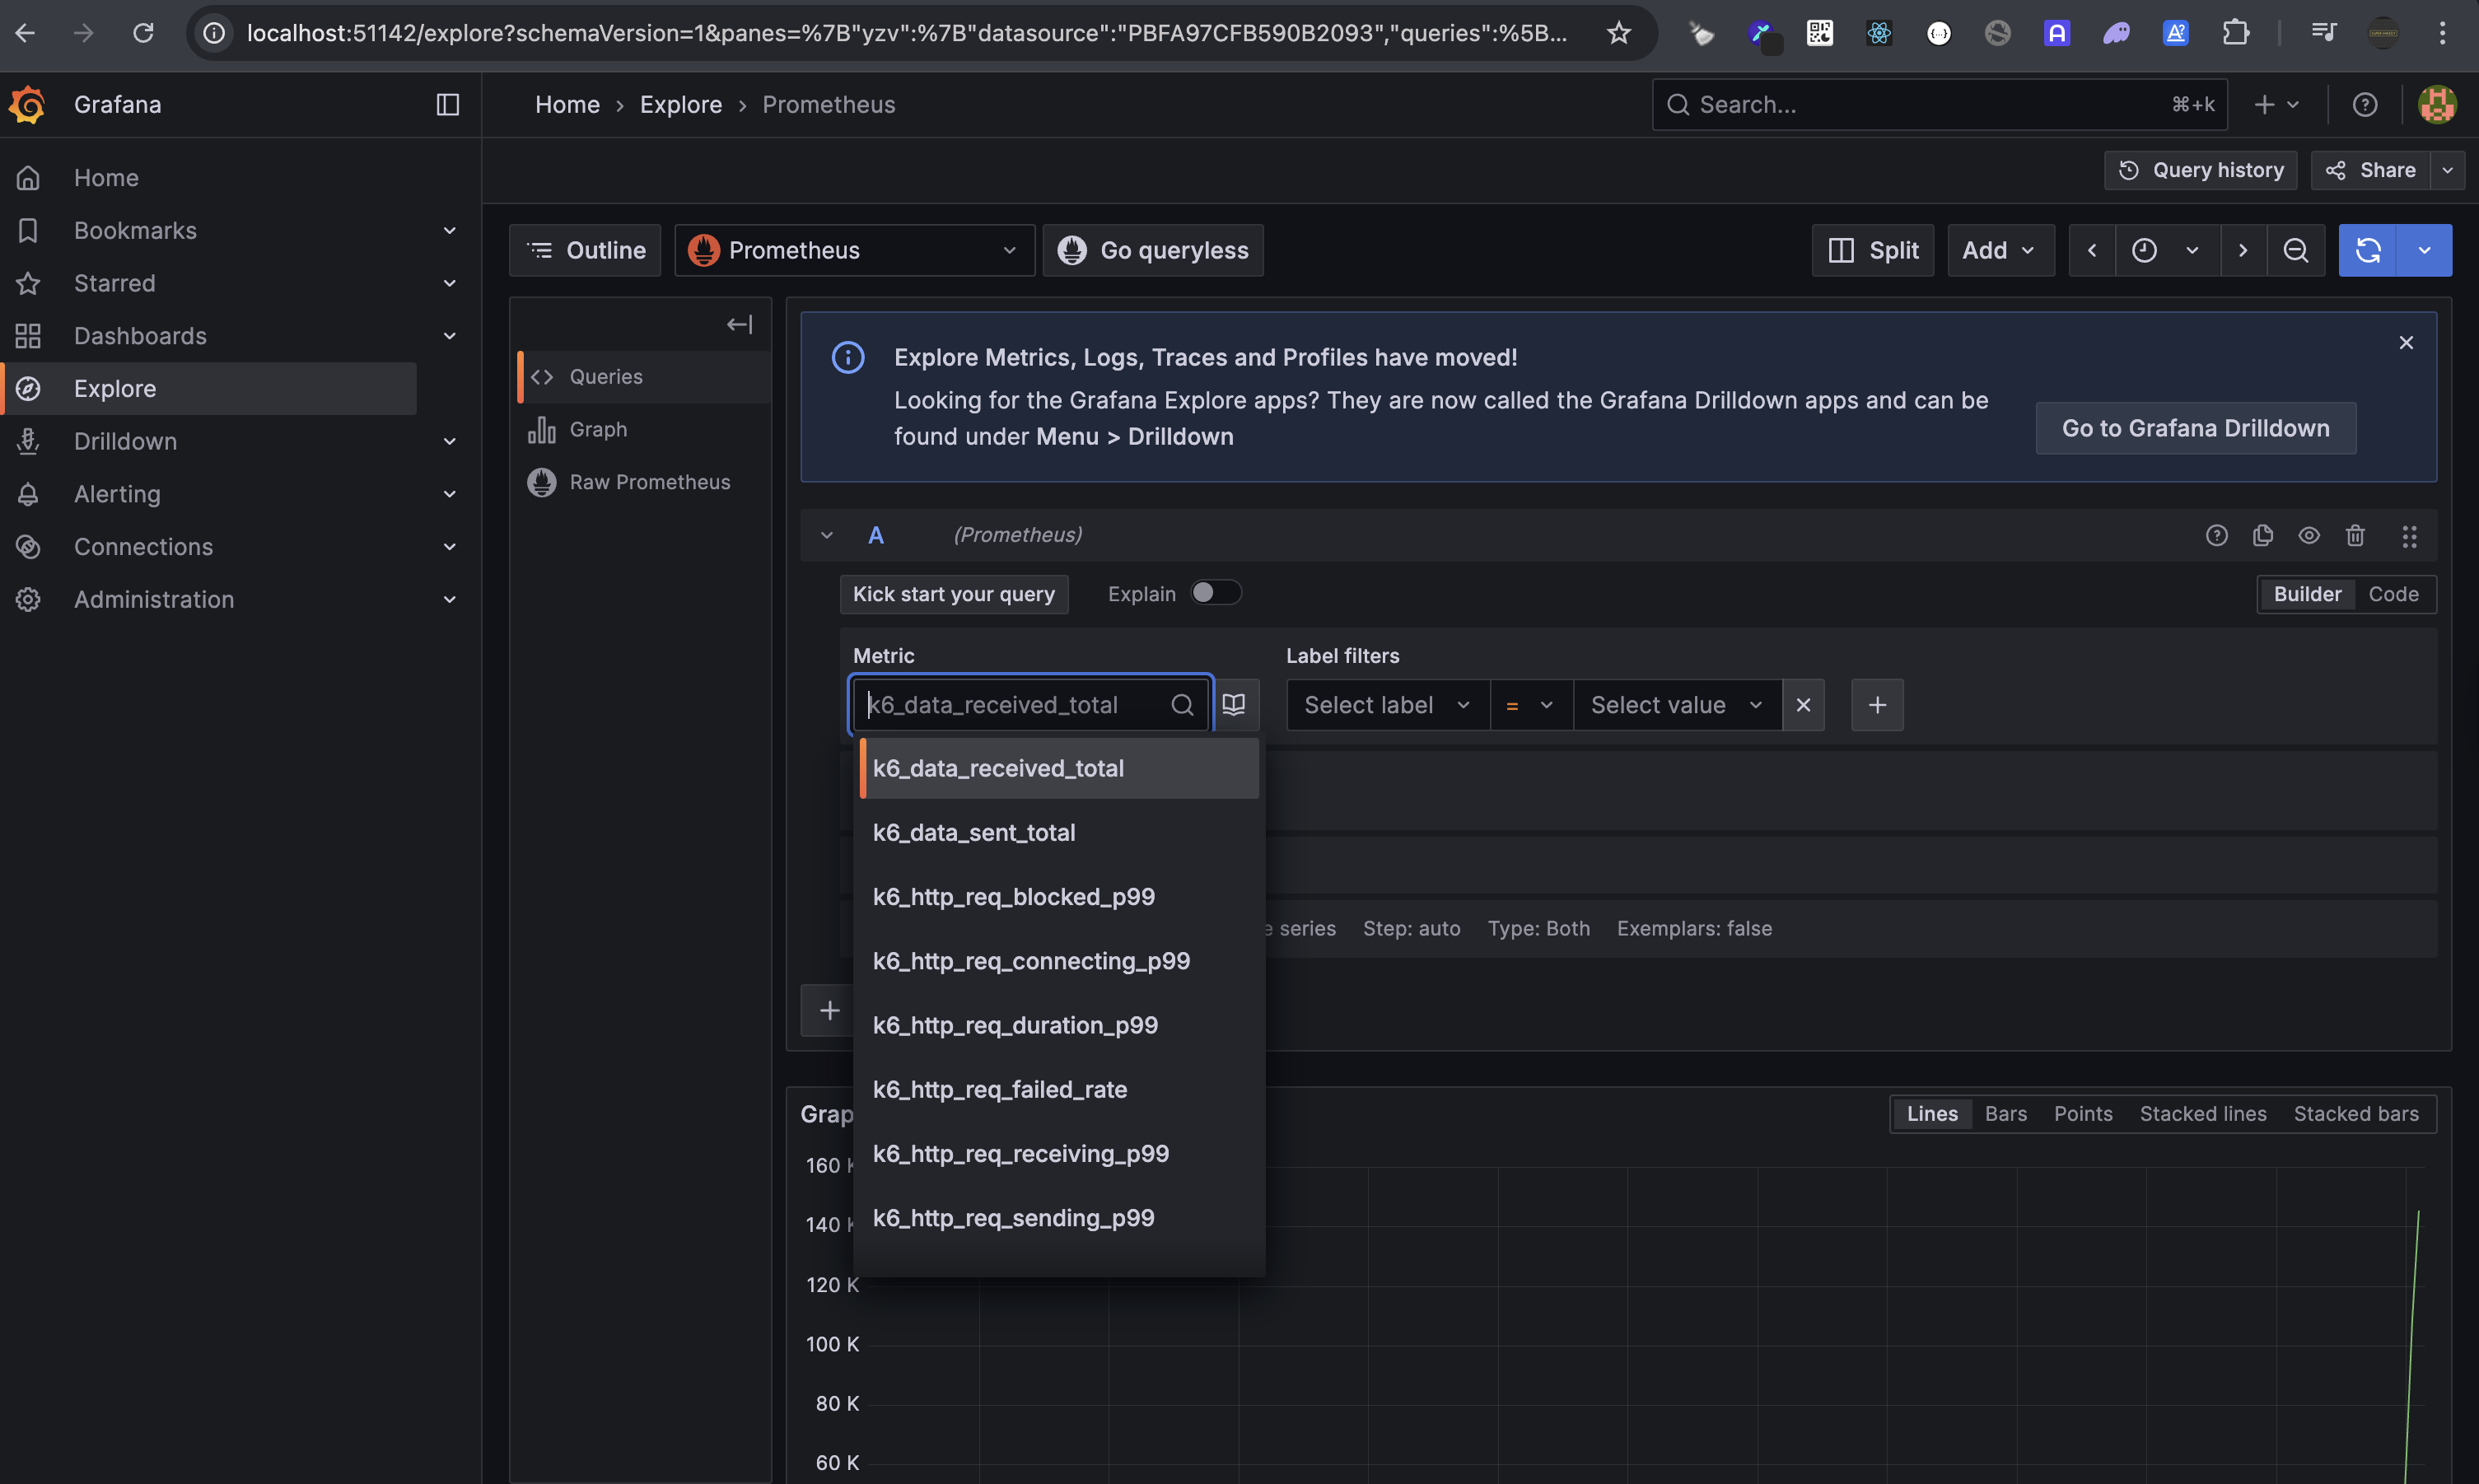 localhost:51142/explore?schemaVersion=1&panes=%7B"yzv":%7B"datasource":"PBFA97CFB590B2093","queries":%5B...
Grafana
Home › Explore › Prometheus
Search...
⌘+k
Home
Bookmarks
Starred
Dashboards
Explore
Drilldown
Alerting
Connections
Administration
Query history
Share
Outline
Prometheus
Go queryless
Split
Add
Queries
Graph
Raw Prometheus
Explore Metrics, Logs, Traces and Profiles have moved!
Looking for the Grafana Explore apps? They are now called the Grafana Drilldown apps and can be
found under Menu > Drilldown
Go to Grafana Drilldown
A
(Prometheus)
Kick start your query
Explain
Builder
Code
Metric
Label filters
k6_data_received_total
Select label
=
Select value
k6_data_received_total
k6_data_sent_total
k6_http_req_blocked_p99
k6_http_req_connecting_p99
k6_http_req_duration_p99
k6_http_req_failed_rate
k6_http_req_receiving_p99
k6_http_req_sending_p99
e series
Step: auto
Type: Both
Exemplars: false
Grap
Lines
Bars
Points
Stacked lines
Stacked bars
160 K
140 K
120 K
100 K
80 K
60 K